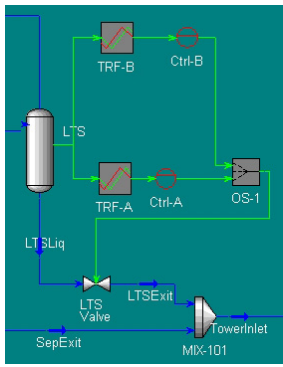 TRF-B
Ctrl-B
LTS
TRF-A
Ctrl-A
OS-1
LTSLiq
LTS
Valve
LTSExit
SepExit
TowerInlet
MIX-101